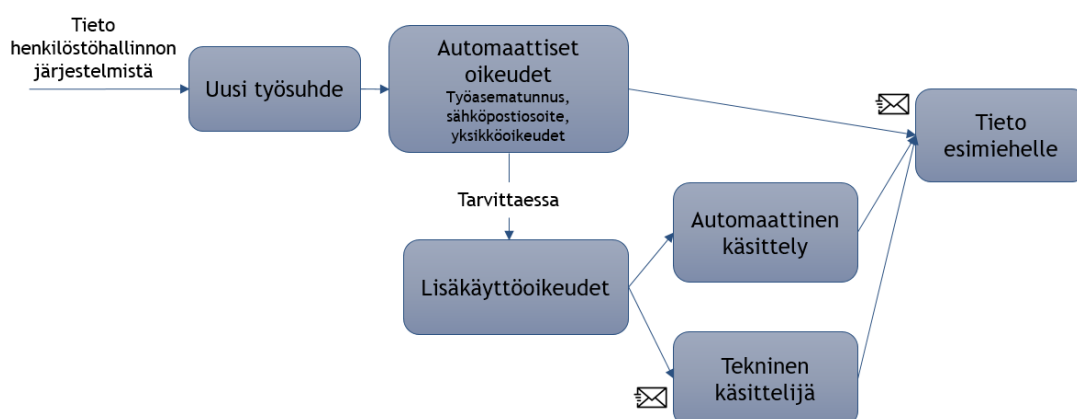 Tieto
henkilöstöhallinnon
järjestelmistä
Uusi työsuhde
Automaattiset
oikeudet
Työasematunnus,
sähköpostiosoite,
yksikköoikeudet
Tieto
esimiehelle
Tarvittaessa
Lisäkäyttöoikeudet
Automaattinen
käsittely
Tekninen
käsittelijä